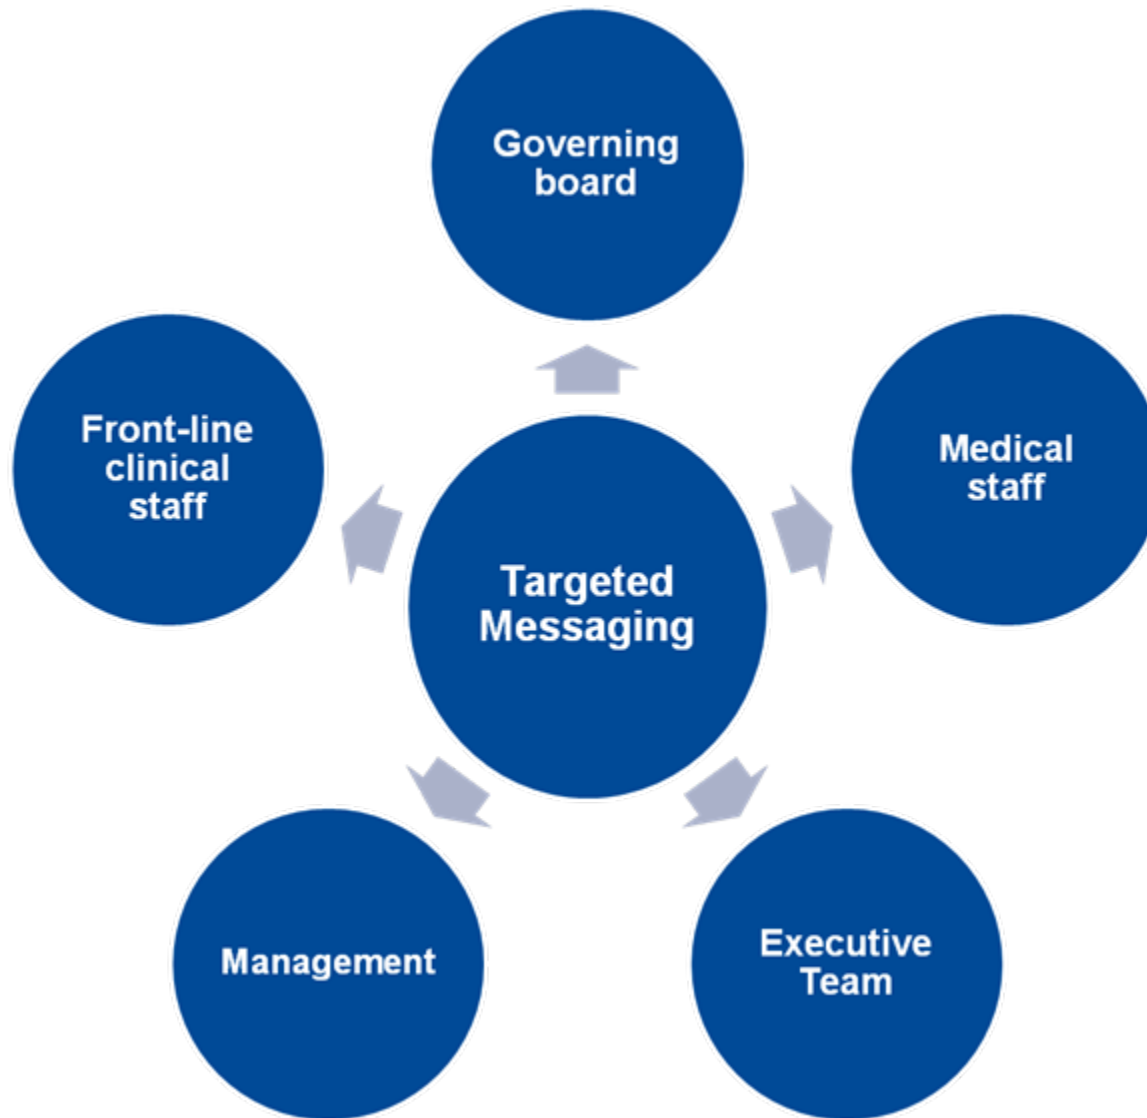 Governing
board
Front-line
clinical
staff
Medical
staff
Targeted
Messaging
Management
Executive
Team